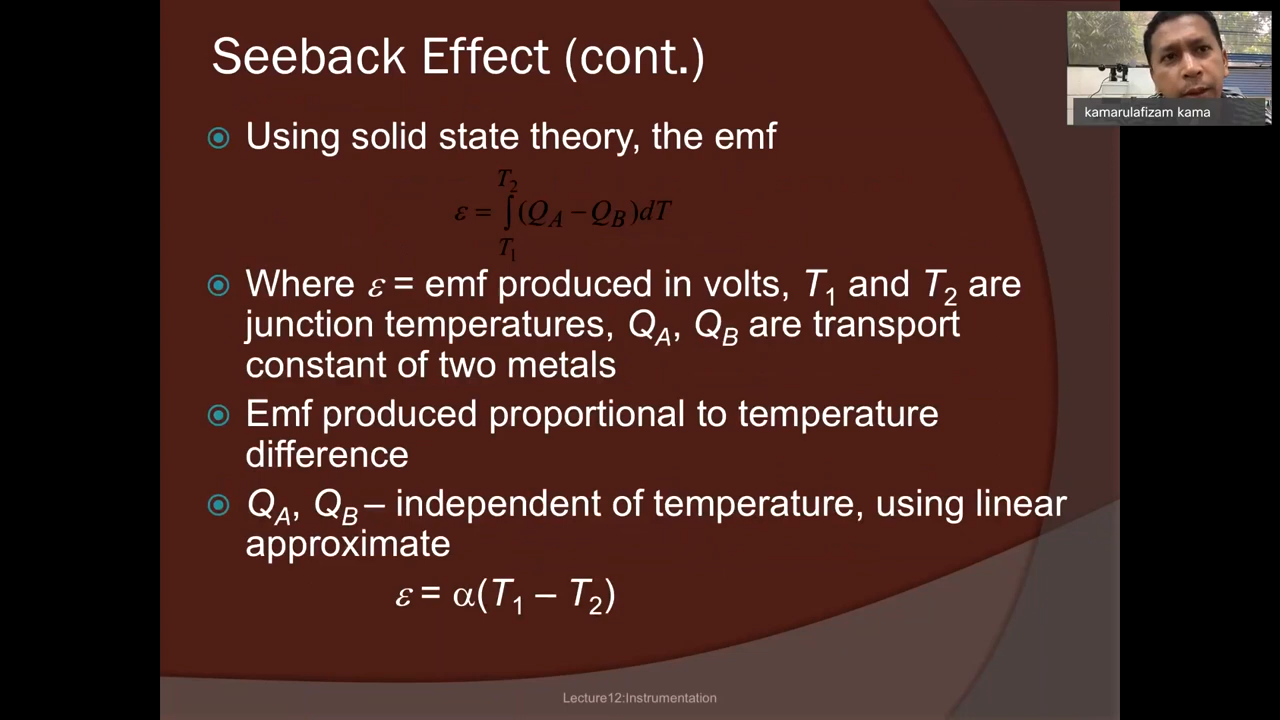 Seeback Effect (cont.)
kamarulafizam kama
Using solid state theory, the emf
T2
ε = ∫(QA − QB)dT
T1
Where ε = emf produced in volts, T1 and T2 are
junction temperatures, QA, QB are transport
constant of two metals
Emf produced proportional to temperature
difference
QA, QB – independent of temperature, using linear
approximate
ε = α(T1 – T2)
Lecture12:Instrumentation